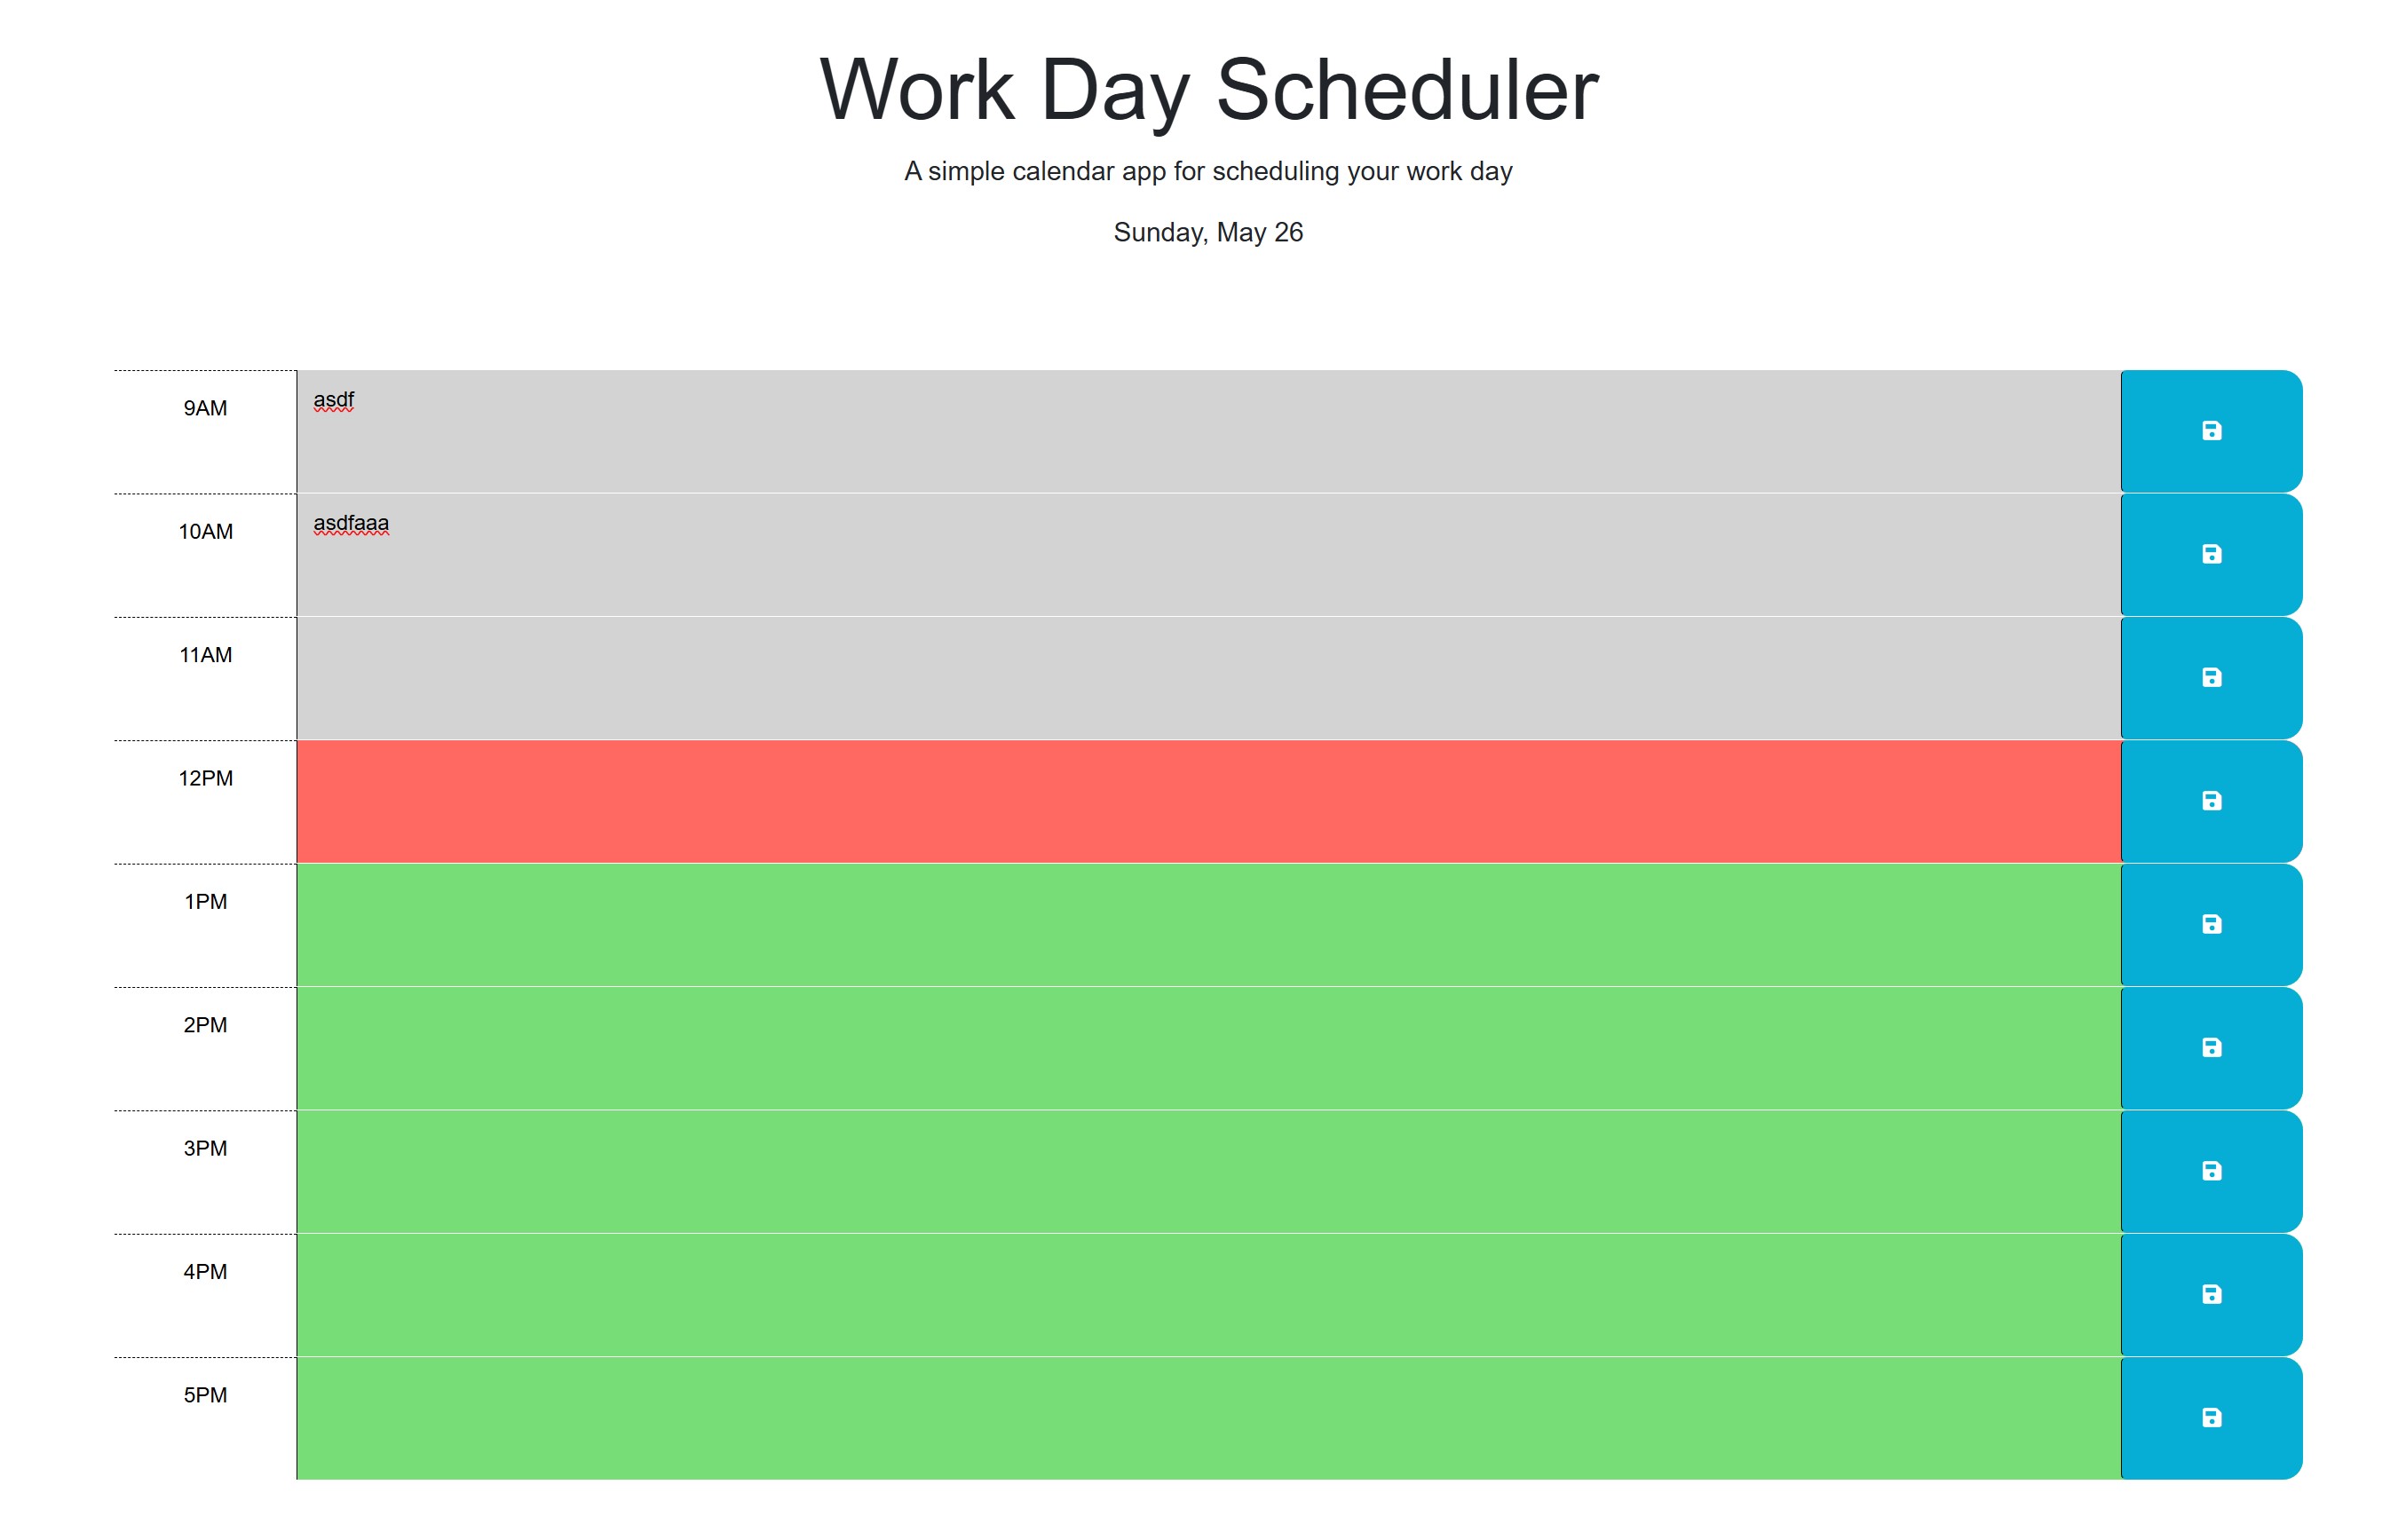 Work Day Scheduler
A simple calendar app for scheduling your work day
Sunday, May 26
9AM
asdf
10AM
asdfaaa
11AM
12PM
1PM
2PM
3PM
4PM
5PM